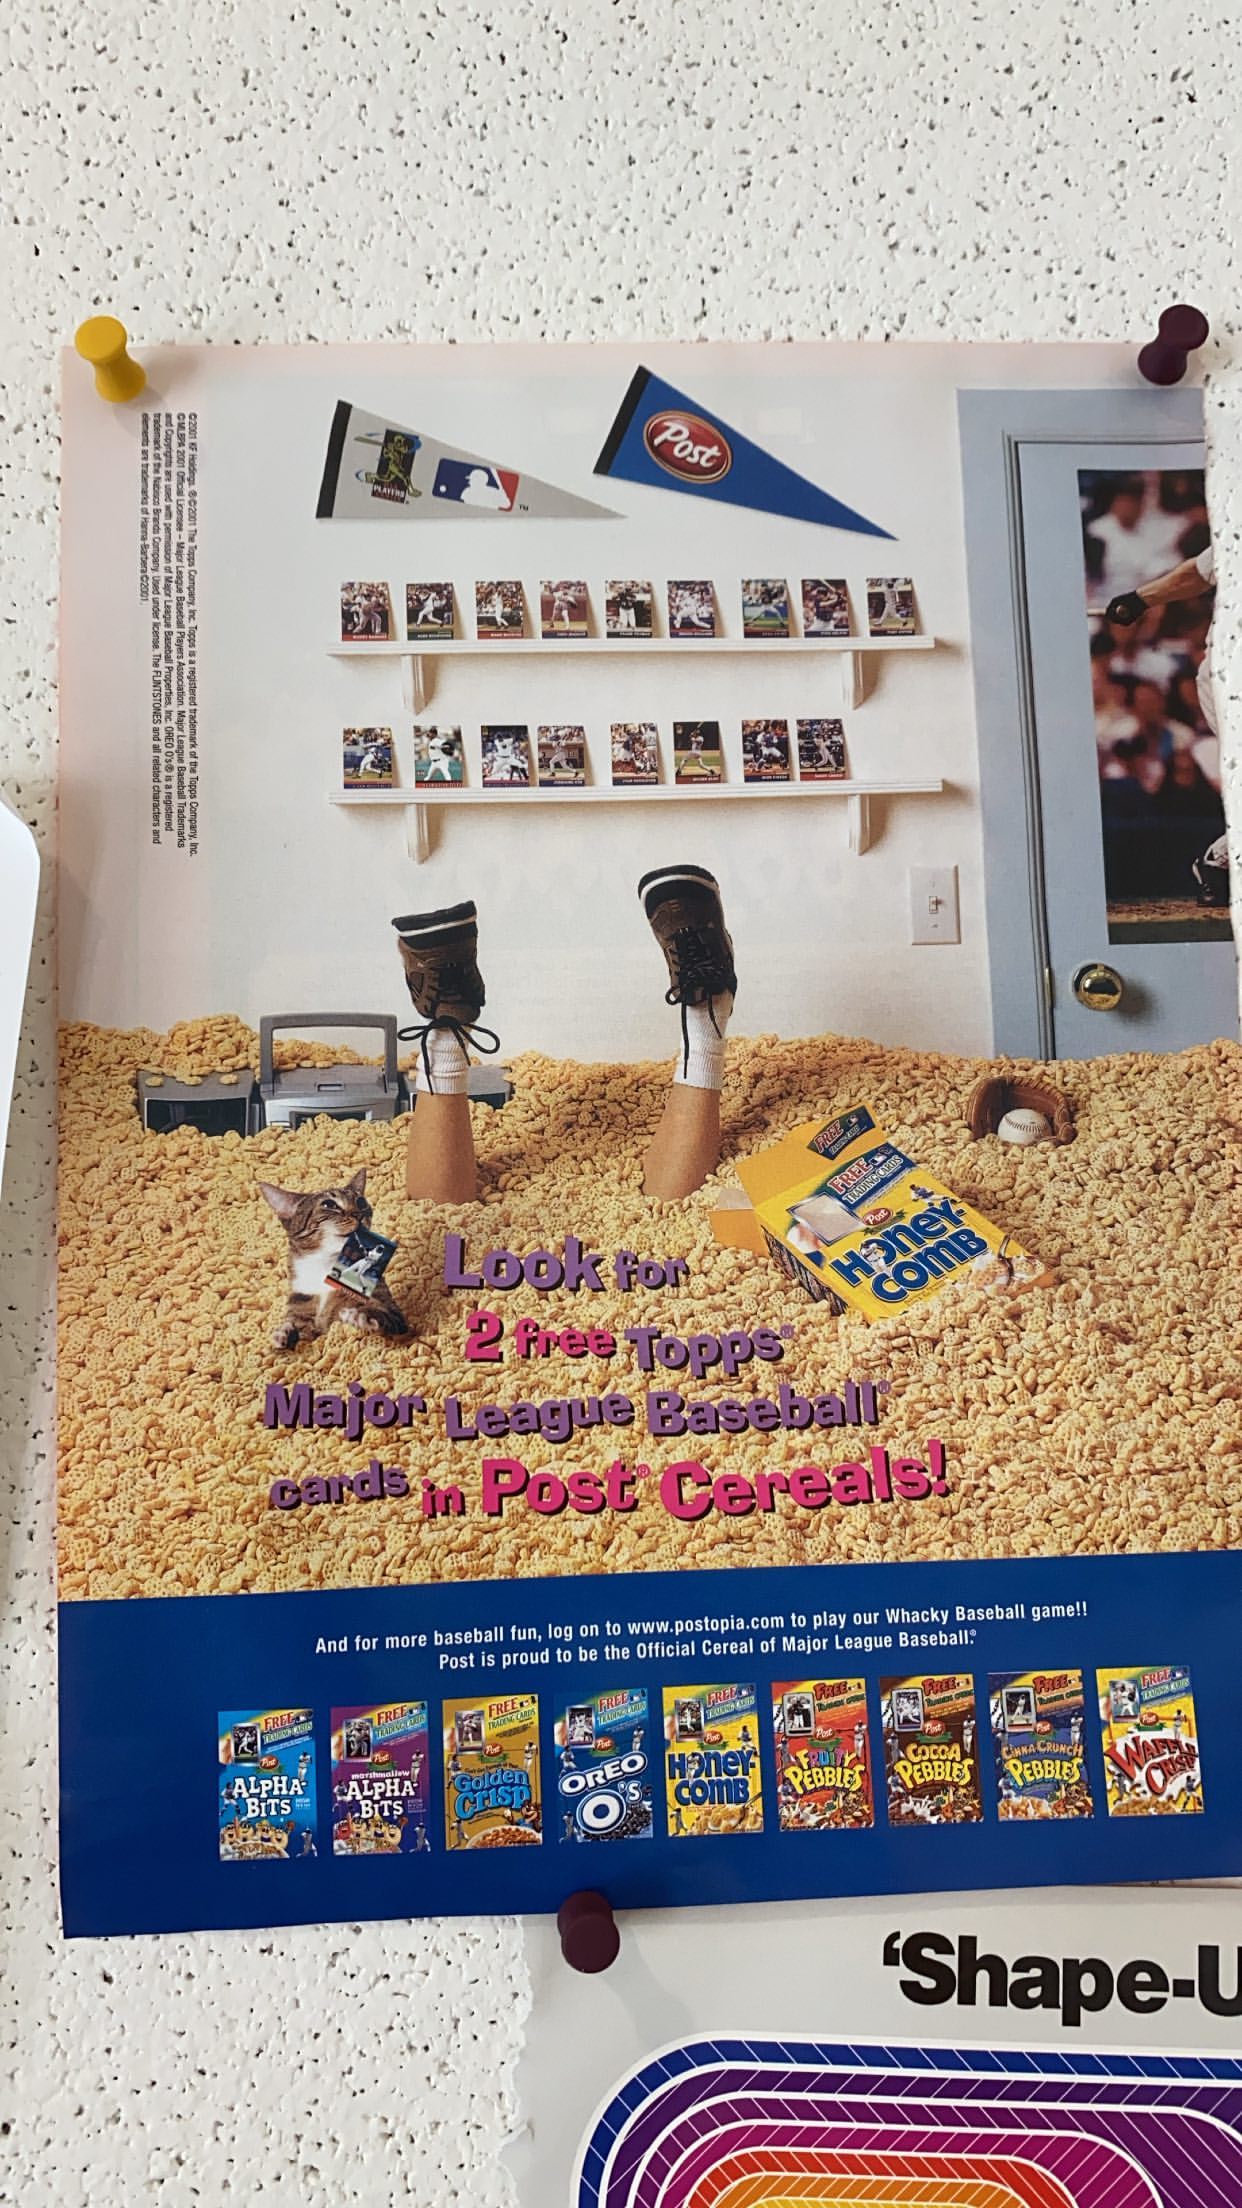 ©2001 KF Holdings. ®©2001 The Topps Company, Inc. Topps is a registered trademark of the Topps Company, Inc.
©MLBPA 2001 Official Licensee – Major League Baseball Players Association. Major League Baseball Trademarks
and Copyrights are used with permission of Major League Baseball Properties, Inc. OREO O's® is a registered
trademark of the Nabisco Brands Company. Used under license. The FLINTSTONES and all related characters and
elements are trademarks of Hanna-Barbera ©2001.
PLAYERS
TM
Post
FREE
FREE
TRADING CARDS
Post
HONEY-
COMB
Look for
2 free Topps®
Major League Baseball®
cards in Post® Cereals!
And for more baseball fun, log on to www.postopia.com to play our Whacky Baseball game!!
Post is proud to be the Official Cereal of Major League Baseball.®
FREE
TRADING CARDS
Post
ALPHA-
BITS
FREE
TRADING CARDS
Post
marshmallow
ALPHA-
BITS
FREE
TRADING CARDS
Post
Golden
Crisp
FREE
TRADING CARDS
Post
OREO
O's
FREE
TRADING CARDS
Post
HONEY-
COMB
FREE
TRADING CARDS
Post
FRUITY
PEBBLES
FREE
TRADING CARDS
Post
COCOA
PEBBLES
FREE
TRADING CARDS
Post
CINNA-CRUNCH
PEBBLES
FREE
TRADING CARDS
Post
WAFFLE
CRISP
'Shape-U